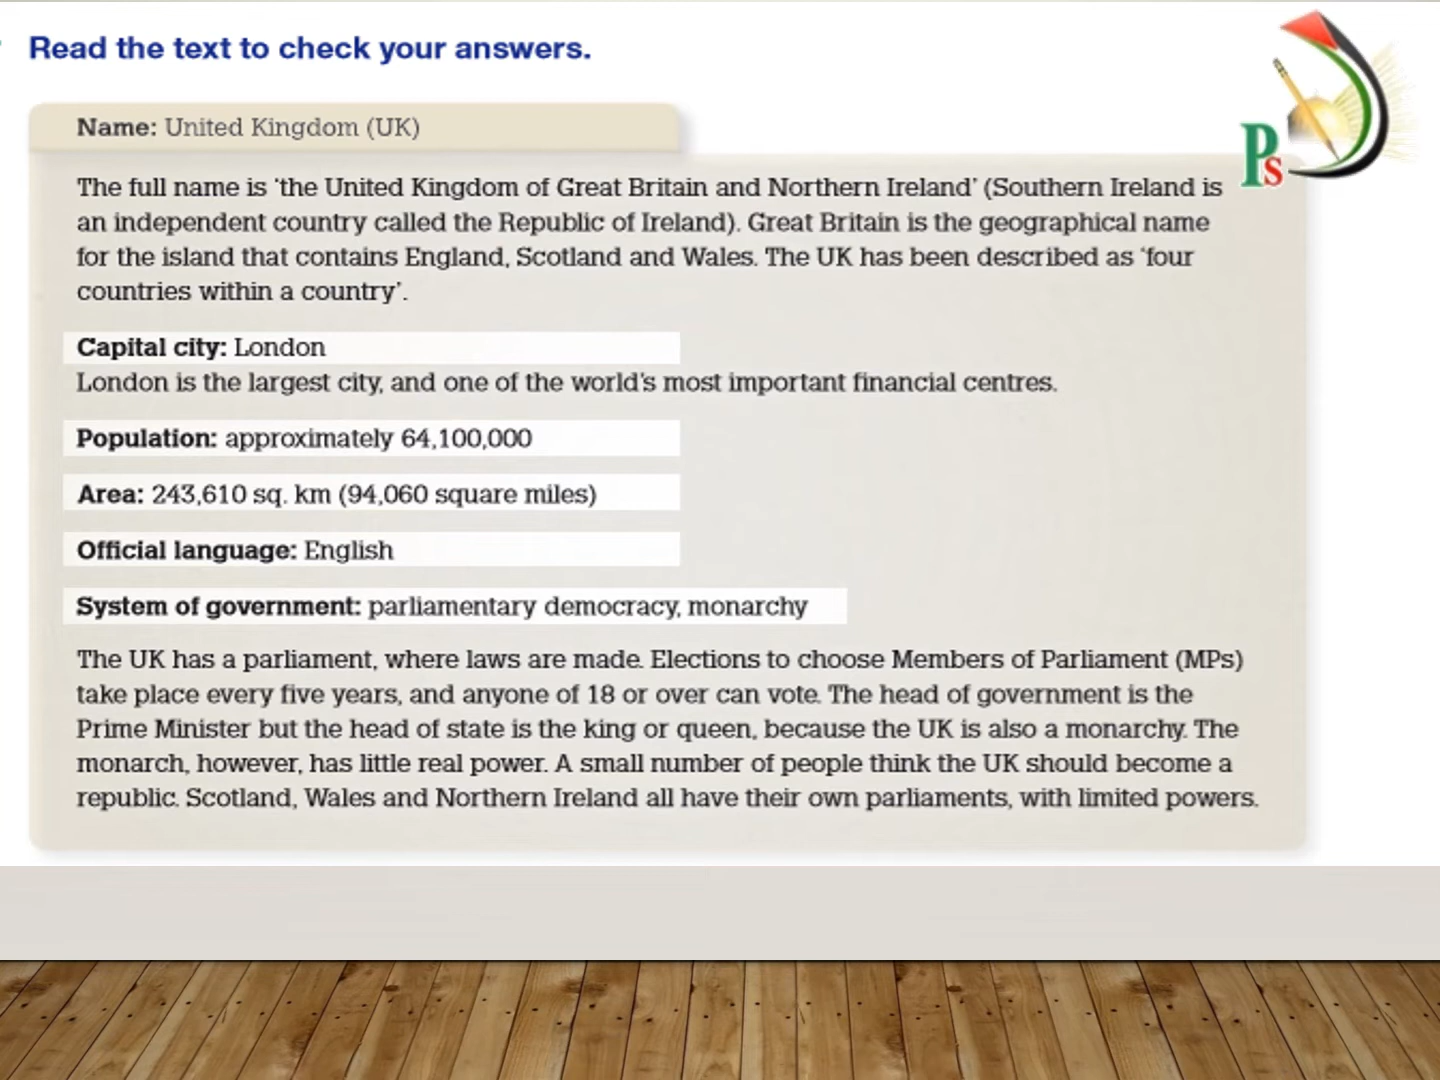 Read the text to check your answers.
Ps
Name: United Kingdom (UK)
The full name is ‘the United Kingdom of Great Britain and Northern Ireland’ (Southern Ireland is
an independent country called the Republic of Ireland). Great Britain is the geographical name
for the island that contains England, Scotland and Wales. The UK has been described as ‘four
countries within a country’.
Capital city: London
London is the largest city, and one of the world’s most important financial centres.
Population: approximately 64,100,000
Area: 243,610 sq. km (94,060 square miles)
Official language: English
System of government: parliamentary democracy, monarchy
The UK has a parliament, where laws are made. Elections to choose Members of Parliament (MPs)
take place every five years, and anyone of 18 or over can vote. The head of government is the
Prime Minister but the head of state is the king or queen, because the UK is also a monarchy. The
monarch, however, has little real power. A small number of people think the UK should become a
republic. Scotland, Wales and Northern Ireland all have their own parliaments, with limited powers.